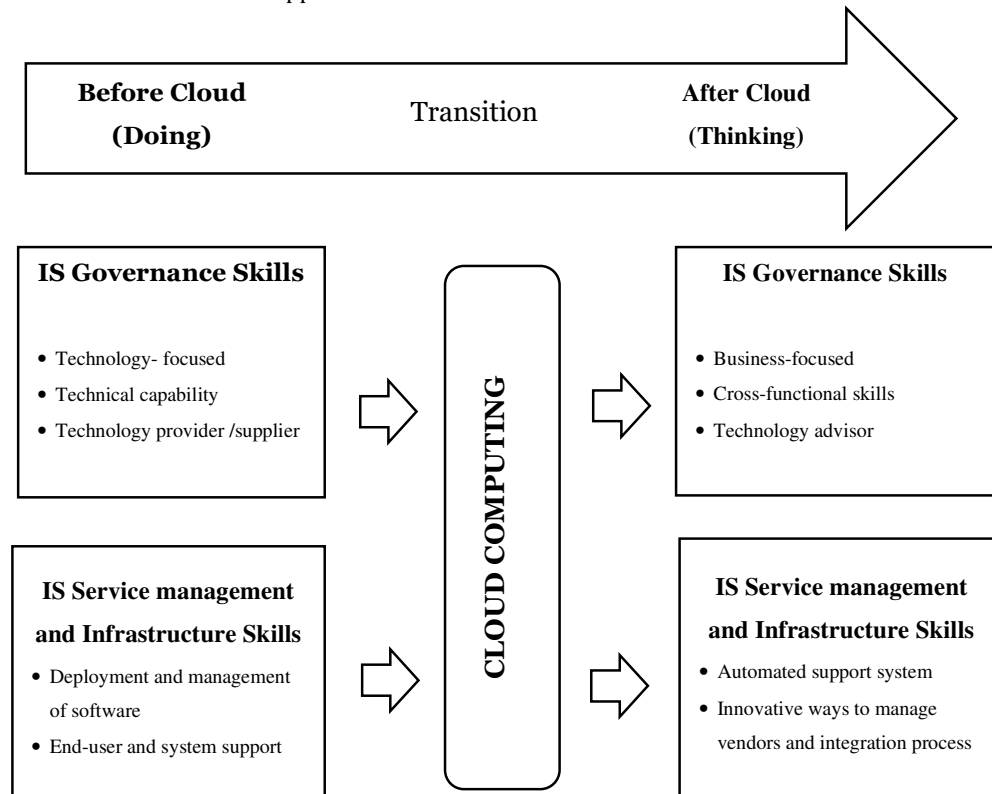 Before Cloud
(Doing)
Transition
After Cloud
(Thinking)
IS Governance Skills
• Technology- focused
• Technical capability
• Technology provider /supplier
CLOUD COMPUTING
IS Governance Skills
• Business-focused
• Cross-functional skills
• Technology advisor
IS Service management
and Infrastructure Skills
• Deployment and management
of software
• End-user and system support
IS Service management
and Infrastructure Skills
• Automated support system
• Innovative ways to manage
vendors and integration process